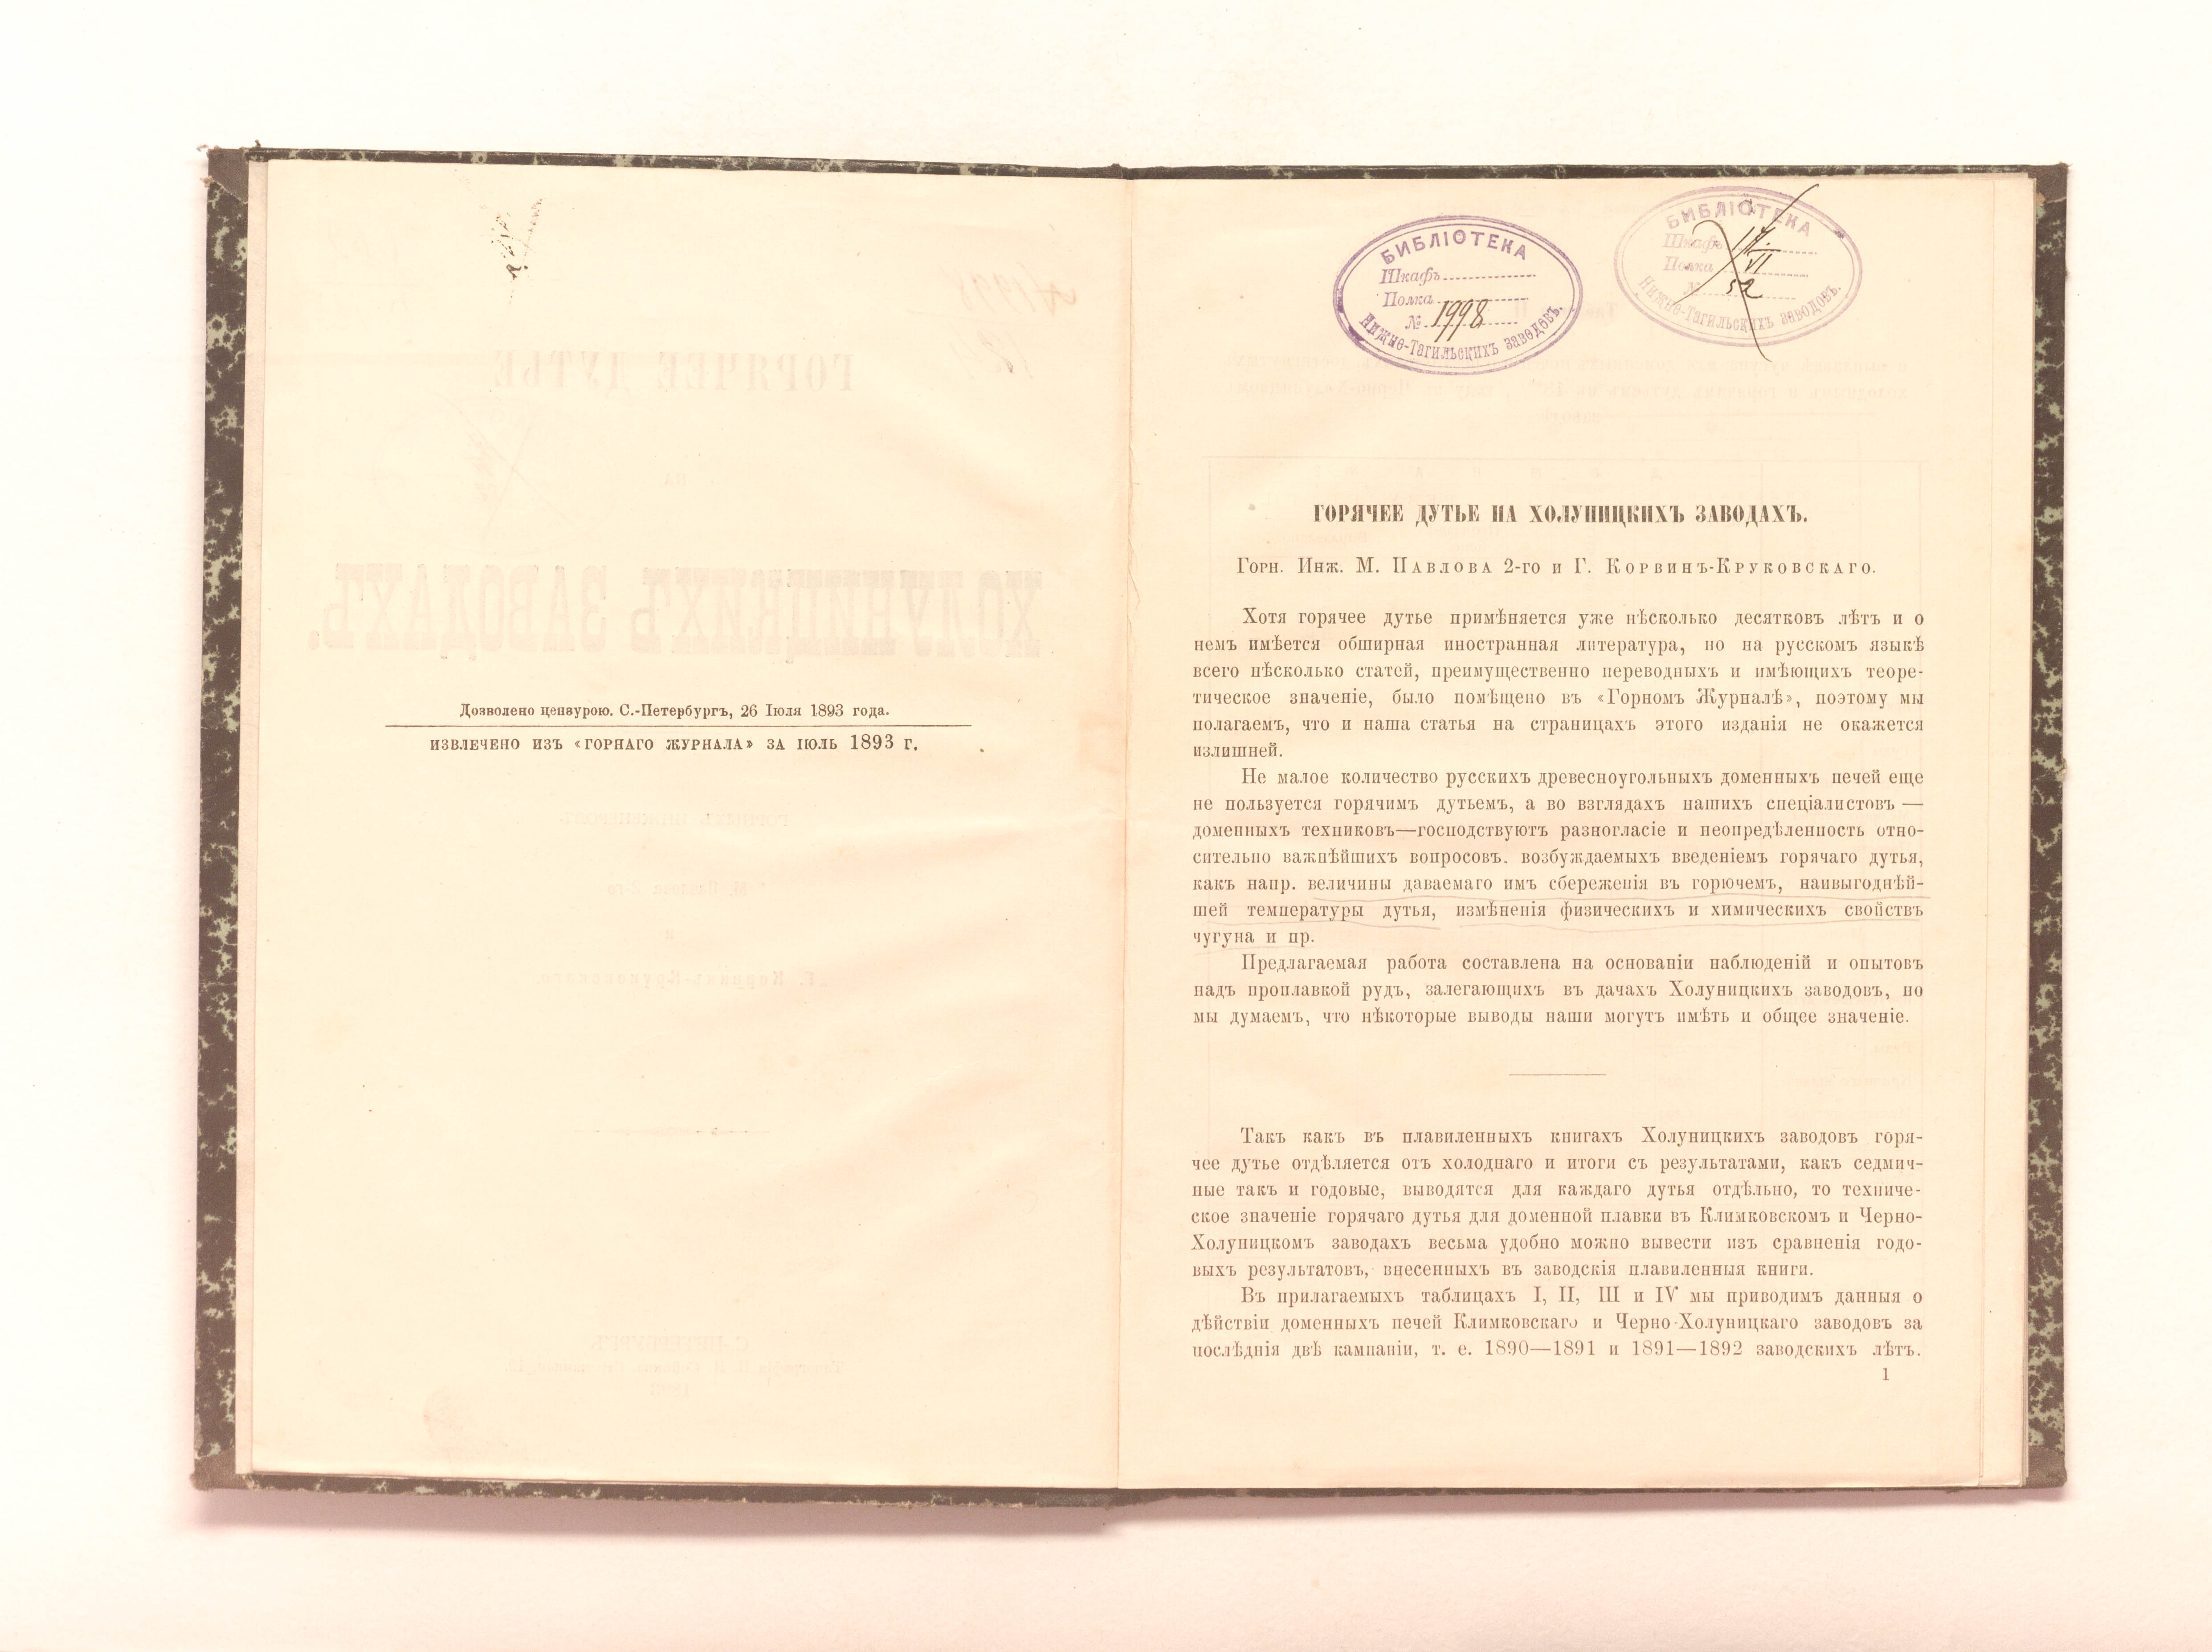 Дозволено цензурою. С.-Петербургъ, 26 Іюля 1893 года.
ИЗВЛЕЧЕНО ИЗЪ «ГОРНАГО ЖУРНАЛА» ЗА ІЮЛЬ 1893 Г.
БИБЛІОТЕКА
Шкафъ
Полка
№ 1998
Нижне-Тагильскихъ заводовъ.
БИБЛІОТЕКА
Шкафъ
Полка VI
№ 52
Нижне-Тагильскихъ заводовъ.
ГОРЯЧЕЕ ДУТЬЕ НА ХОЛУНИЦКИХЪ ЗАВОДАХЪ.
Горн. Инж. М. Павлова 2-го и Г. Корвинъ-Круковскаго.
Хотя горячее дутье примѣняется уже нѣсколько десятковъ лѣтъ и о
немъ имѣется обширная иностранная литература, но на русскомъ языкѣ
всего нѣсколько статей, преимущественно переводныхъ и имѣющихъ теоре-
тическое значеніе, было помѣщено въ «Горномъ Журналѣ», поэтому мы
полагаемъ, что и наша статья на страницахъ этого изданія не окажется
излишней.
Не малое количество русскихъ древесноугольныхъ доменныхъ печей еще
не пользуется горячимъ дутьемъ, а во взглядахъ нашихъ спеціалистовъ —
доменныхъ техниковъ—господствуютъ разногласіе и неопредѣленность отно-
сительно важнѣйшихъ вопросовъ. возбуждаемыхъ введеніемъ горячаго дутья,
какъ напр. величины даваемаго имъ сбереженія въ горючемъ, наивыгоднѣй-
шей температуры дутья, измѣненія физическихъ и химическихъ свойствъ
чугуна и пр.
Предлагаемая работа составлена на основаніи наблюденій и опытовъ
надъ проплавкой рудъ, залегающихъ въ дачахъ Холуницкихъ заводовъ, но
мы думаемъ, что нѣкоторые выводы наши могутъ имѣть и общее значеніе.
Такъ какъ въ плавиленныхъ книгахъ Холуницкихъ заводовъ горя-
чее дутье отдѣляется отъ холоднаго и итоги съ результатами, какъ седмич-
ные такъ и годовые, выводятся для каждаго дутья отдѣльно, то техниче-
ское значеніе горячаго дутья для доменной плавки въ Климковскомъ и Черно-
Холуницкомъ заводахъ весьма удобно можно вывести изъ сравненія годо-
выхъ результатовъ, внесенныхъ въ заводскія плавиленныя книги.
Въ прилагаемыхъ таблицахъ I, II, III и IV мы приводимъ данныя о
дѣйствіи доменныхъ печей Климковскаго и Черно-Холуницкаго заводовъ за
послѣднія двѣ кампаніи, т. е. 1890—1891 и 1891—1892 заводскихъ лѣтъ.
1